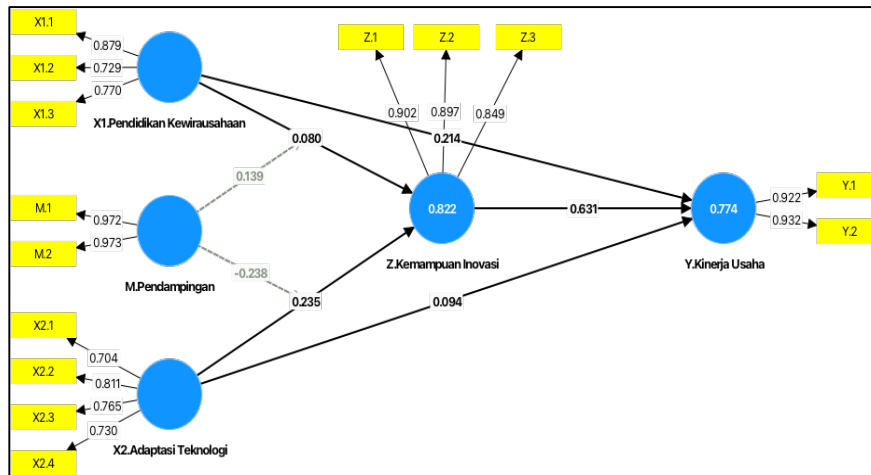 X1.1
0.879
X1.2
0.729
X1.3
0.770
X1.Pendidikan Kewirausahaan
Z.1
Z.2
Z.3
0.902
0.897
0.849
0.080
0.214
0.139
M.1
0.972
M.2
0.973
M.Pendampingan
-0.238
0.822
Z.Kemampuan Inovasi
0.631
0.774
Y.Kinerja Usaha
Y.1
0.922
Y.2
0.932
0.235
0.094
X2.1
0.704
X2.2
0.811
X2.3
0.765
X2.4
0.730
X2.Adaptasi Teknologi